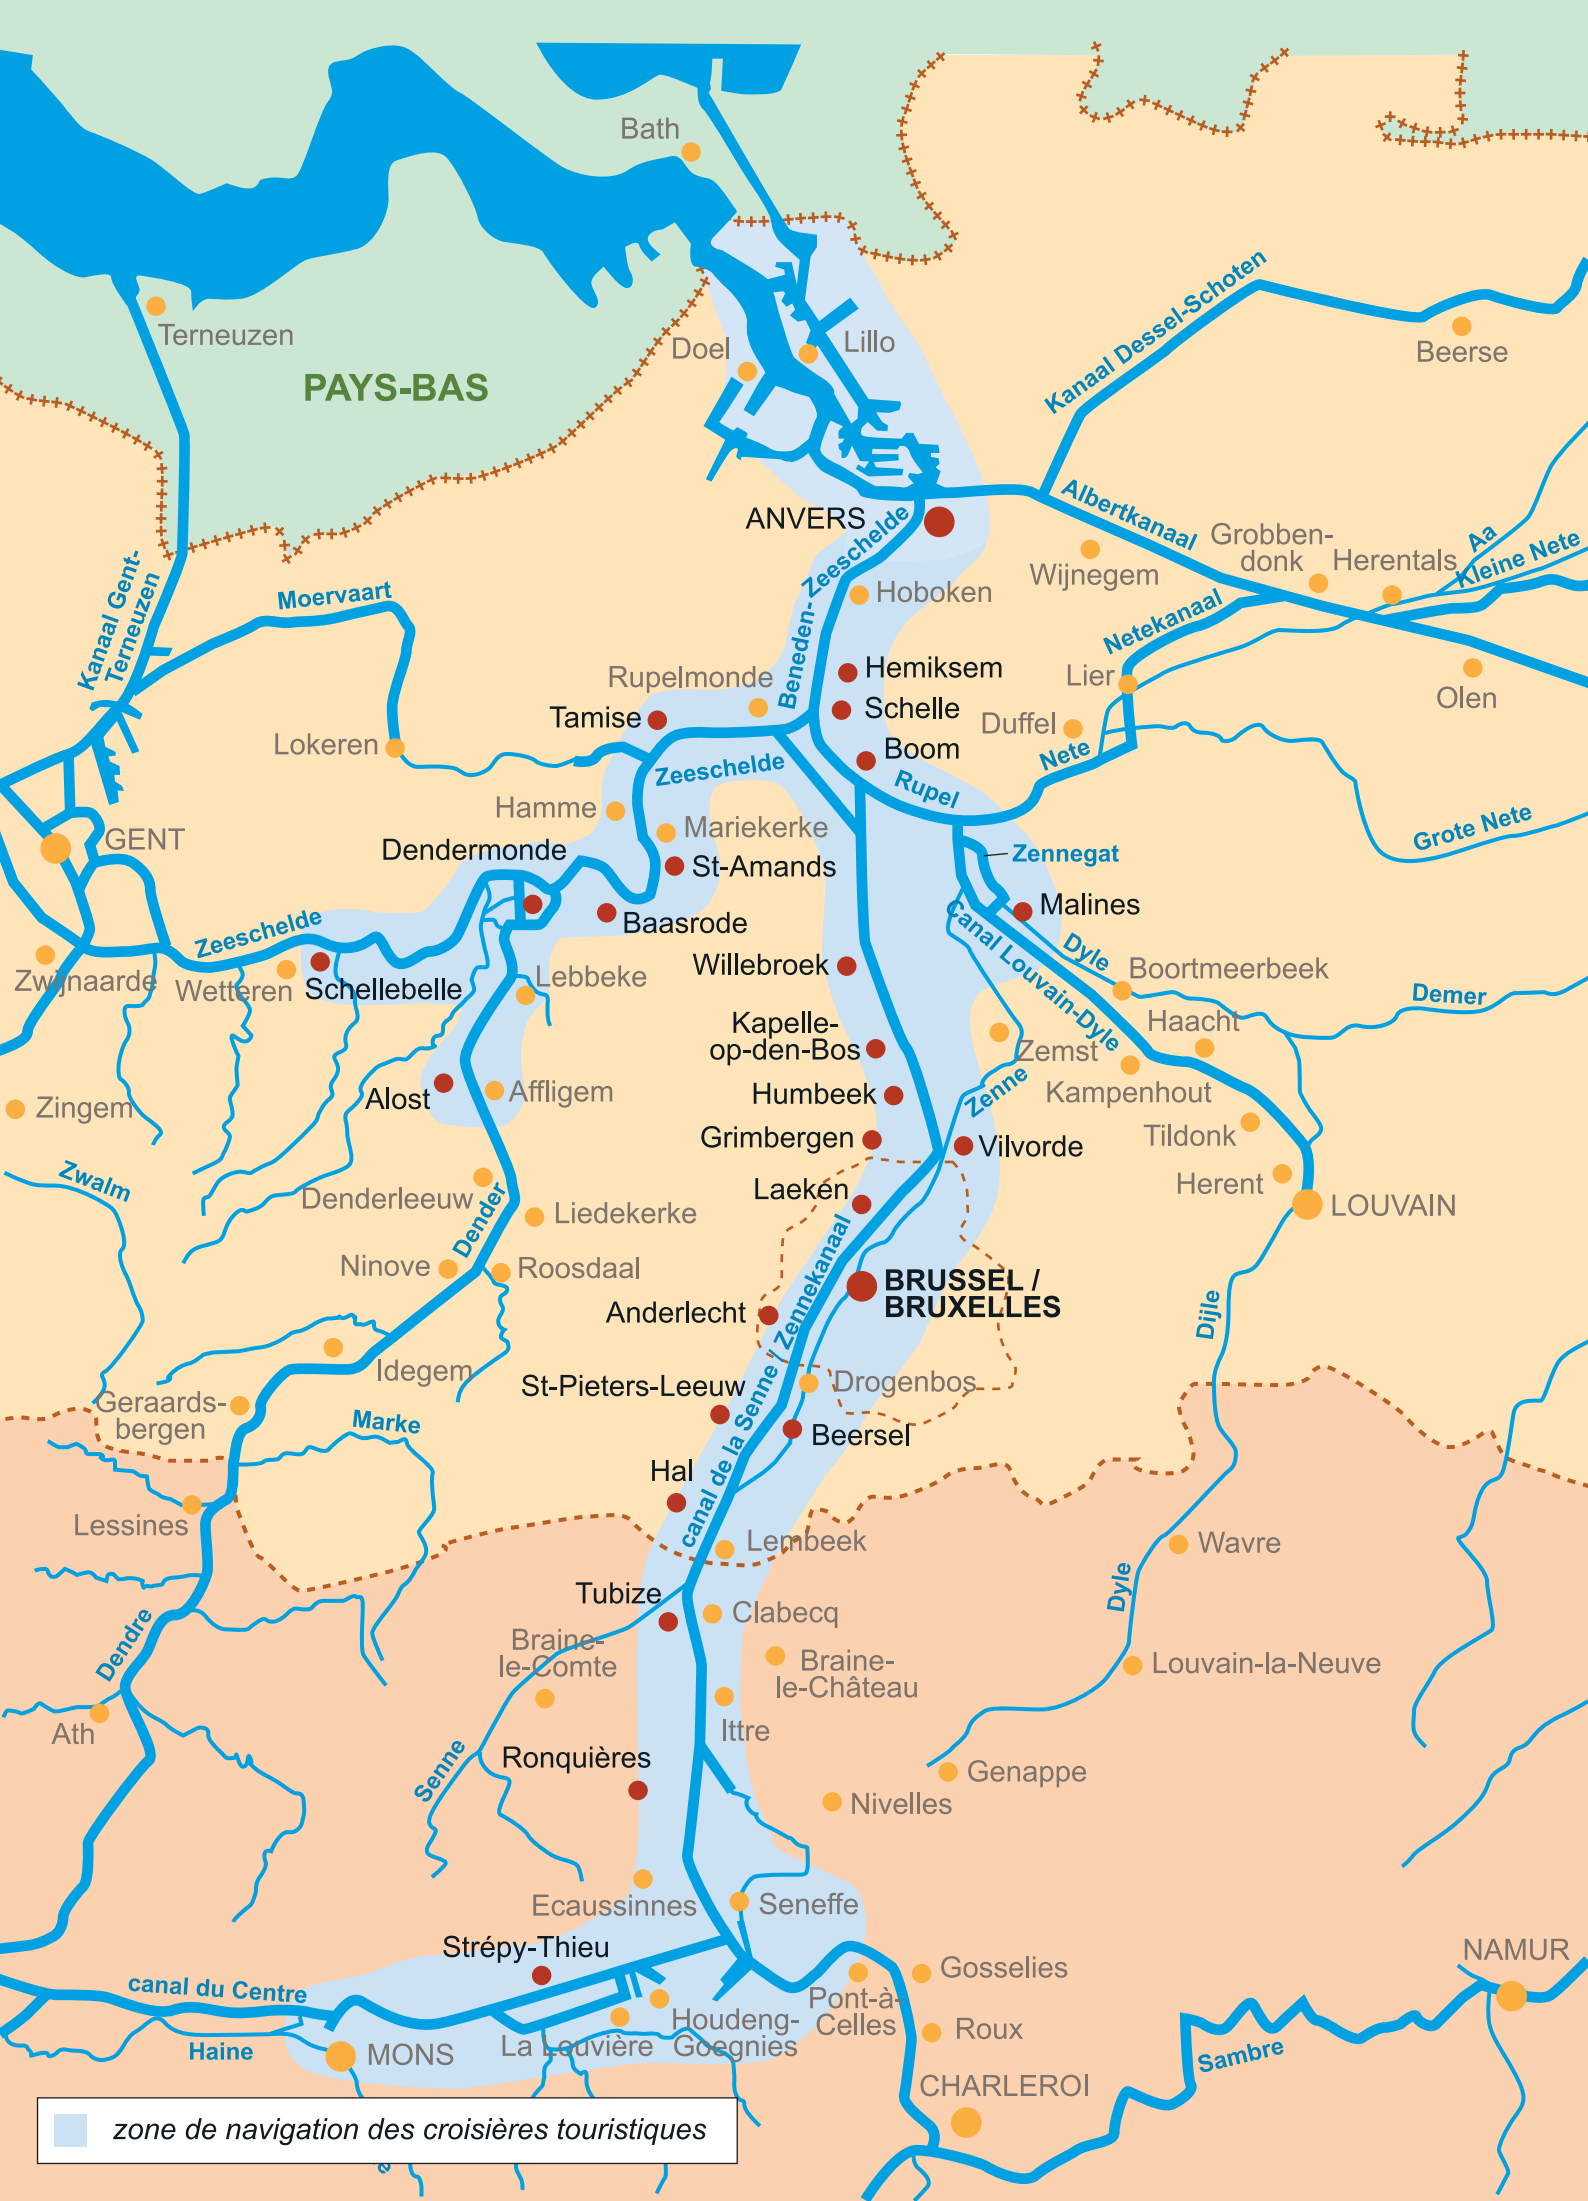 Bath
Terneuzen
PAYS-BAS
Doel
Lillo
Kanaal Dessel-Schoten
Beerse
ANVERS
Albertkanaal
Wijnegem
Grobben-
donk
Herentals
Aa
Kleine Nete
Netekanaal
Kanaal Gent-
Terneuzen
Moervaart
Beneden-Zeeschelde
Hoboken
Hemiksem
Schelle
Boom
Rupelmonde
Tamise
Lier
Duffel
Nete
Olen
Lokeren
Zeeschelde
Rupel
Grote Nete
Hamme
Mariekerke
GENT
Dendermonde
St-Amands
Zennegat
Baasrode
Malines
Zeeschelde
Canal Louvain-Dyle
Dyle
Zwijnaarde
Wetteren
Schellebelle
Lebbeke
Willebroek
Boortmeerbeek
Demer
Haacht
Kapelle-
op-den-Bos
Zemst
Kampenhout
Zenne
Humbeek
Alost
Affligem
Zingem
Grimbergen
Vilvorde
Tildonk
Herent
LOUVAIN
Zwalm
Denderleeuw
Dender
Liedekerke
Laeken
Ninove
Roosdaal
BRUSSEL /
BRUXELLES
Anderlecht
Dijle
canal de la Senne / Zennekanaal
Idegem
St-Pieters-Leeuw
Drogenbos
Geraards-
bergen
Marke
Beersel
Hal
Lessines
Lembeek
Wavre
Tubize
Clabecq
Dyle
Dendre
Braine-
le-Comte
Braine-
le-Château
Louvain-la-Neuve
Ath
Ittre
Senne
Ronquières
Genappe
Nivelles
Ecaussinnes
Seneffe
Strépy-Thieu
NAMUR
Gosselies
canal du Centre
Pont-à-
Celles
Houdeng-
Goegnies
Roux
La Louvière
Haine
MONS
Sambre
CHARLEROI
zone de navigation des croisières touristiques